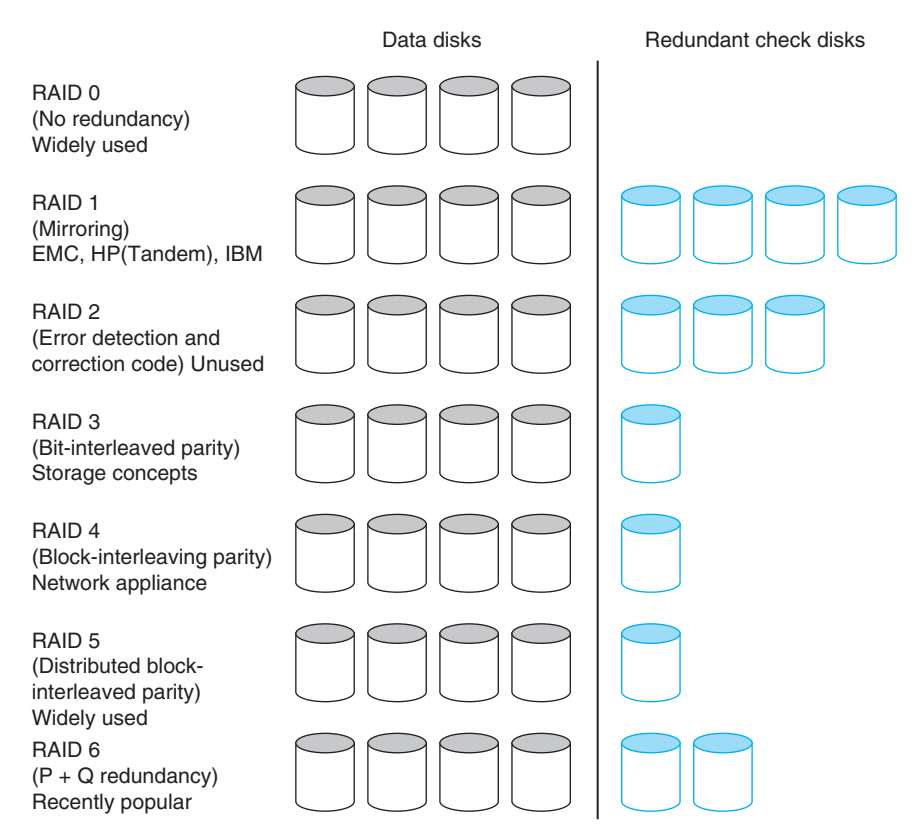 Data disks
Redundant check disks
RAID 0
(No redundancy)
Widely used
RAID 1
(Mirroring)
EMC, HP(Tandem), IBM
RAID 2
(Error detection and
correction code) Unused
RAID 3
(Bit-interleaved parity)
Storage concepts
RAID 4
(Block-interleaving parity)
Network appliance
RAID 5
(Distributed block-
interleaved parity)
Widely used
RAID 6
(P + Q redundancy)
Recently popular